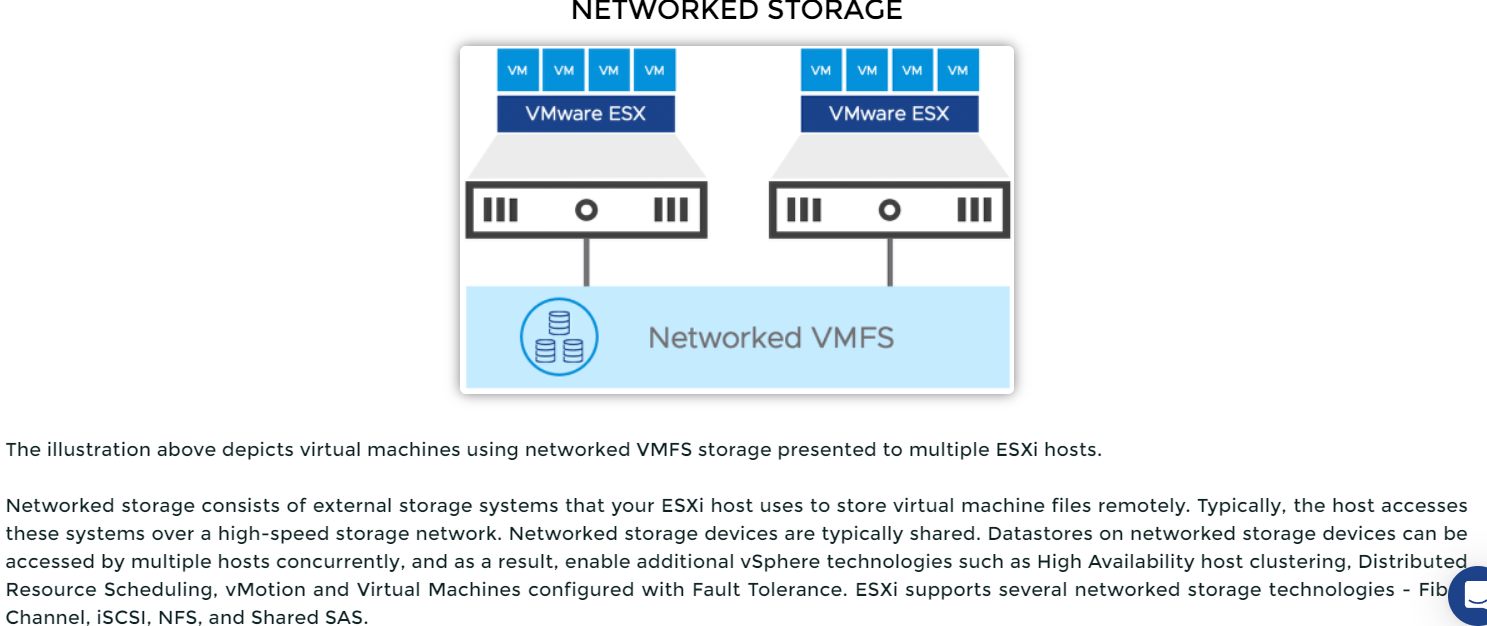 NETWORKED STORAGE
VM VM VM VM VM VM VM VM
VMware ESX VMware ESX
Networked VMFS
The illustration above depicts virtual machines using networked VMFS storage presented to multiple ESXi hosts.
Networked storage consists of external storage systems that your ESXi host uses to store virtual machine files remotely. Typically, the host accesses
these systems over a high-speed storage network. Networked storage devices are typically shared. Datastores on networked storage devices can be
accessed by multiple hosts concurrently, and as a result, enable additional vSphere technologies such as High Availability host clustering, Distributed
Resource Scheduling, vMotion and Virtual Machines configured with Fault Tolerance. ESXi supports several networked storage technologies -
Channel, iSCSI, NFS, and Shared SAS.